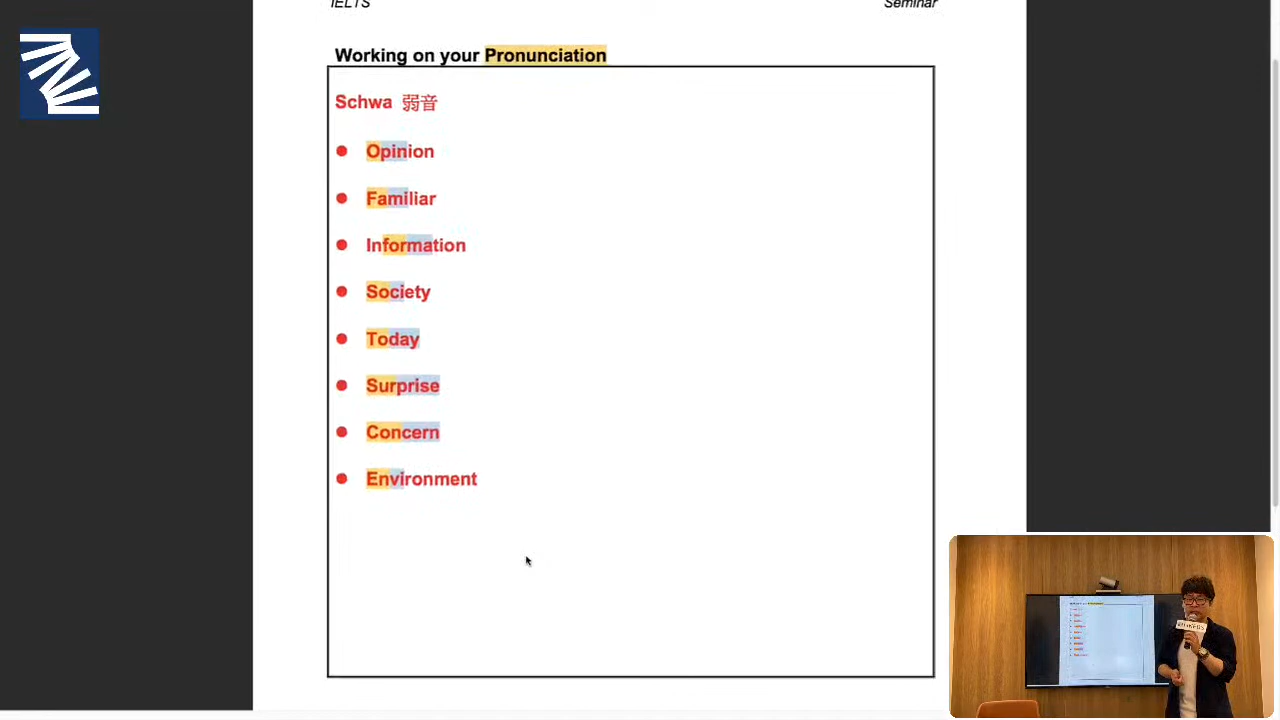 IELTS Seminar
Working on your Pronunciation
Schwa 弱音
Opinion
Familiar
Information
Society
Today
Surprise
Concern
Environment